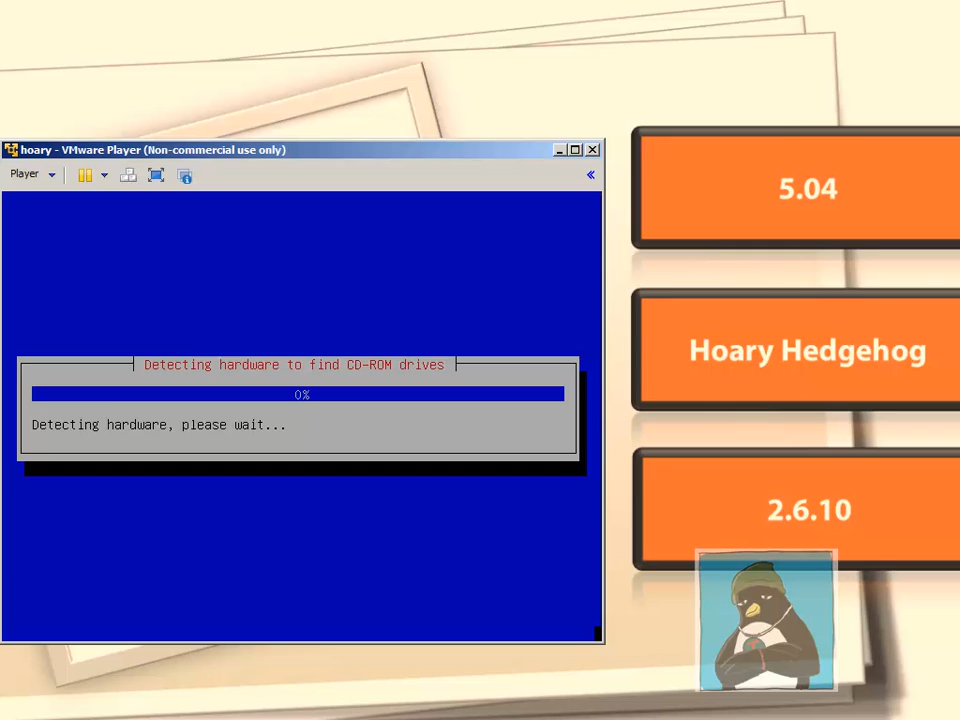 hoary - VMware Player (Non-commercial use only)
Player
Detecting hardware to find CD-ROM drives
0%
Detecting hardware, please wait...
5.04
Hoary Hedgehog
2.6.10